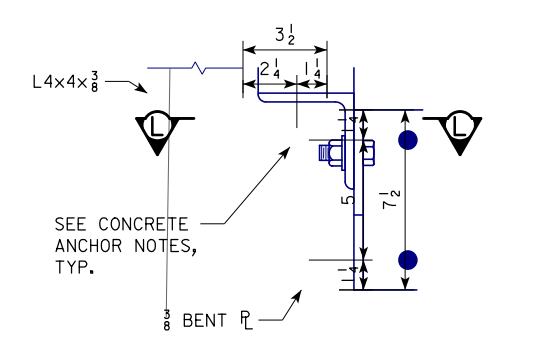 3 1/2
2 1/4
1 1/4
L4x4x3/8
L
L
1 1/4
5
7 1/2
1 1/4
SEE CONCRETE
ANCHOR NOTES,
TYP.
3/8 BENT PL